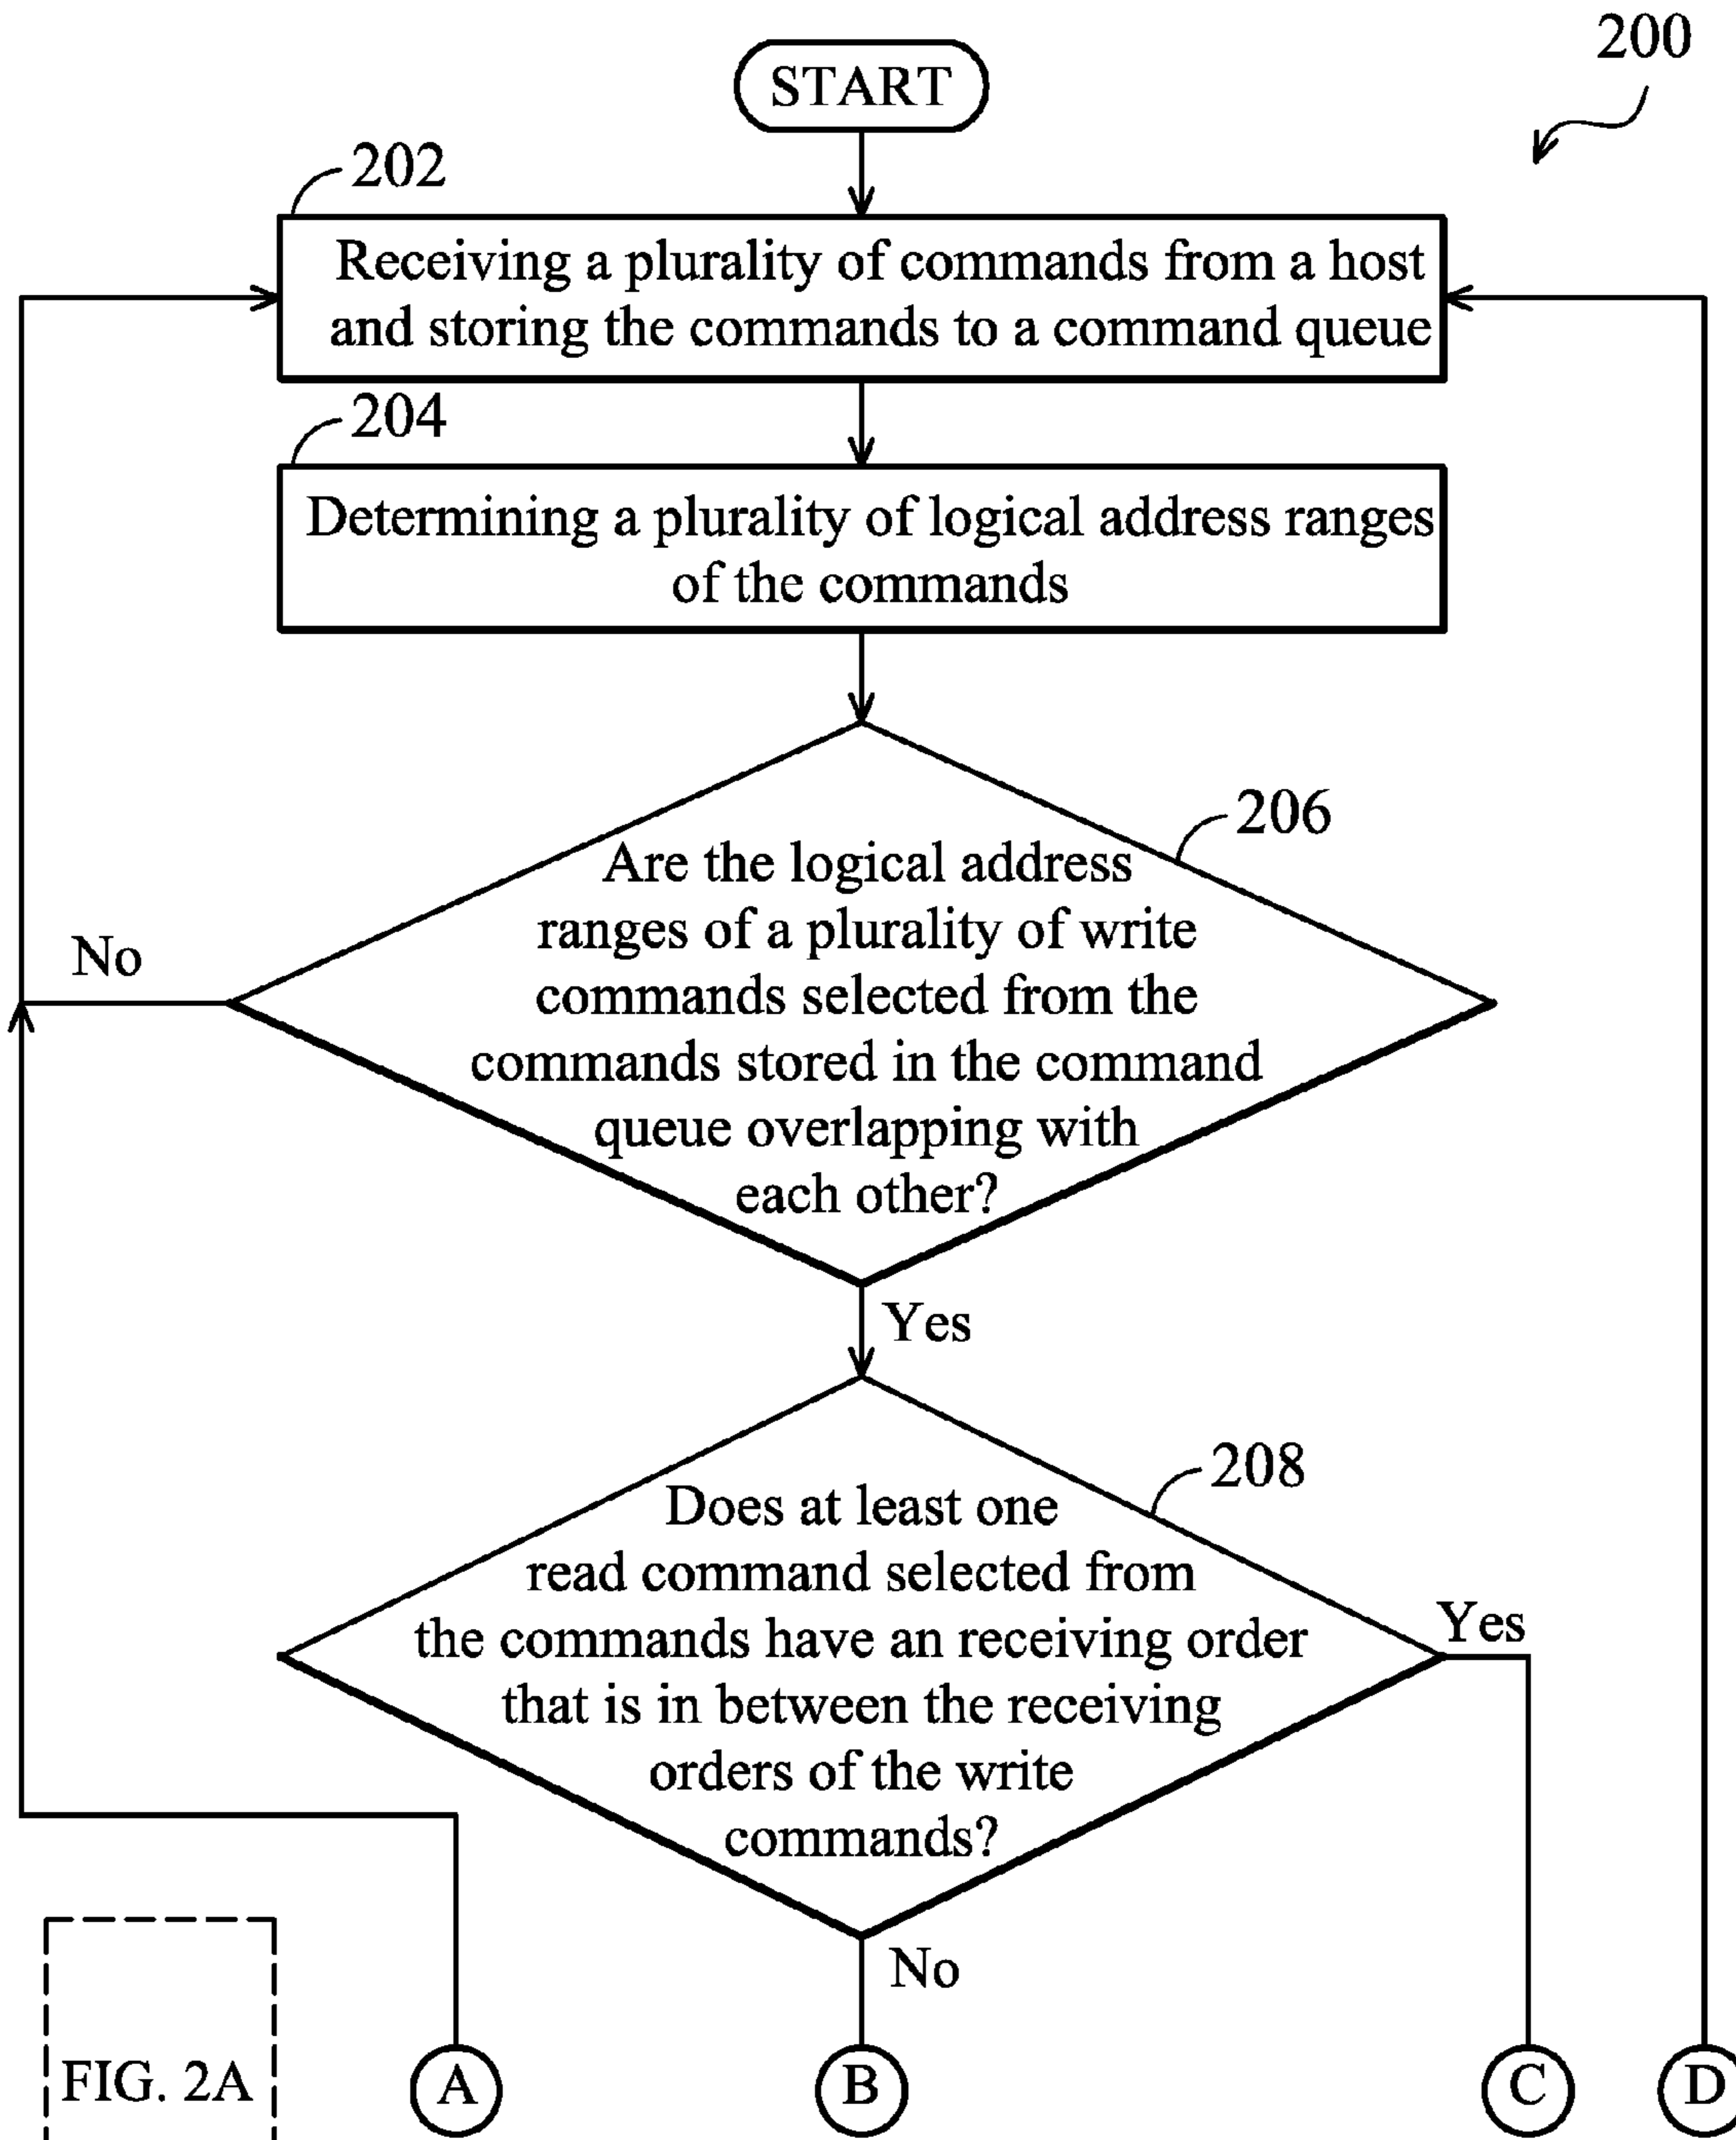 200
START
202
Receiving a plurality of commands from a host
and storing the commands to a command queue
204
Determining a plurality of logical address ranges
of the commands
206
Are the logical address
ranges of a plurality of write
commands selected from the
commands stored in the command
queue overlapping with
each other?
No
Yes
208
Does at least one
read command selected from
the commands have an receiving order
that is in between the receiving
orders of the write
commands?
Yes
No
FIG. 2A
A
B
C
D